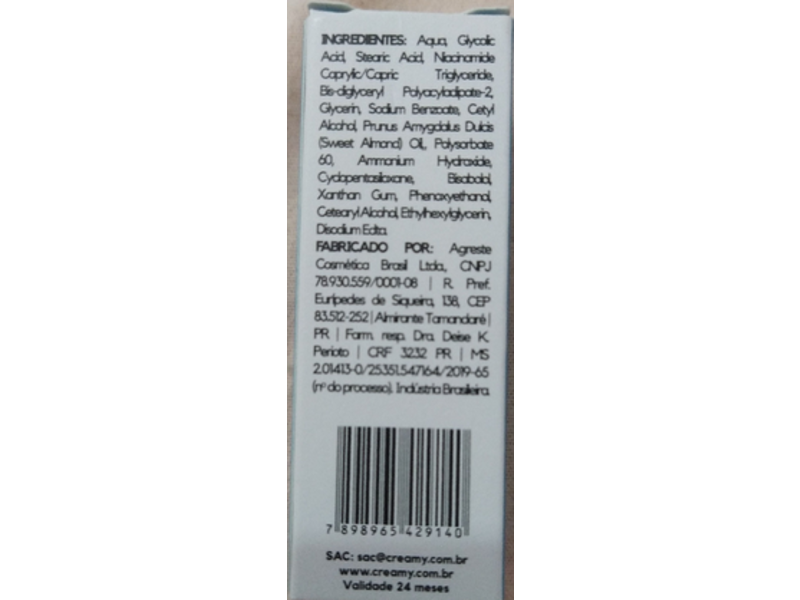 INGREDIENTES: Aqua, Glycolic
Acid, Stearic Acid, Niacinamide
Caprylic/Capric Triglyceride,
Bis-diglyceryl Polyacyladipate-2,
Glycerin, Sodium Benzoate, Cetyl
Alcohol, Prunus Amygdalus Dulcis
(Sweet Almond) Oil, Polysorbate
60, Ammonium Hydroxide,
Cyclopentasiloxane, Bisabolol,
Xanthan Gum, Phenoxyethanol,
Cetearyl Alcohol, Ethylhexylglycerin,
Disodium Edta.
FABRICADO POR: Agreste
Cosmética Brasil Ltda, CNPJ
78.930.559/0001-08 | R. Pref.
Eurípedes de Siqueira, 138, CEP
83.512-252 | Almirante Tamandaré |
PR | Farm. resp. Dra. Deise K.
Perioto | CRF 3232 PR | MS
2.01413-0/25351.547164/2019-65
(nº do processo). Indústria Brasileira.
7 898965 429140
SAC: sac@creamy.com.br
www.creamy.com.br
Validade 24 meses